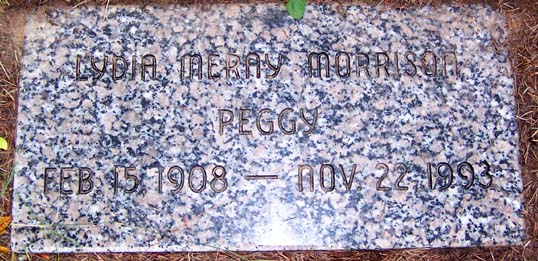 LYDIA MERAY MORRISON
PEGGY
FEB. 15, 1908 — NOV. 22, 1993